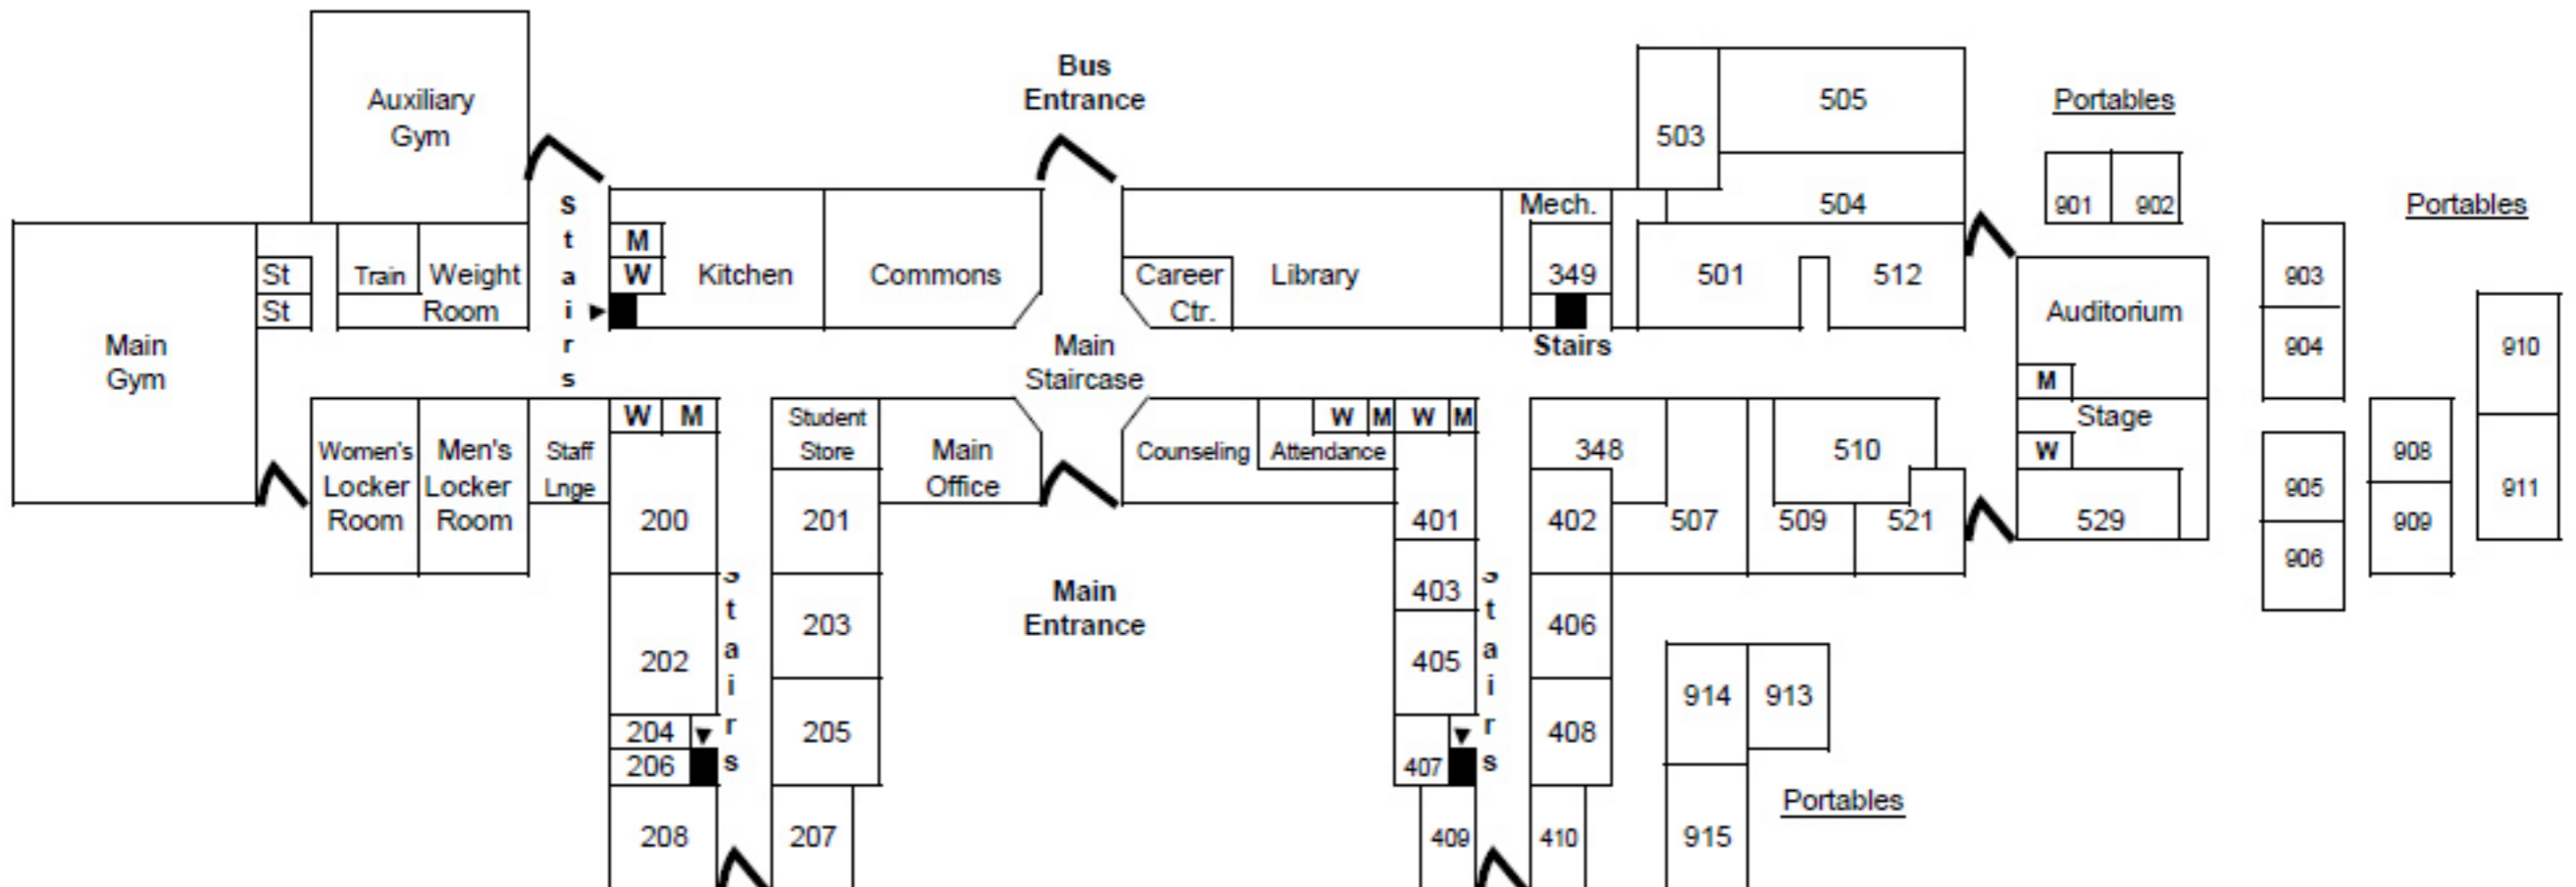 Bus
Entrance
Auxiliary
Gym
503
505
504
Portables
901
902
Portables
S
t
a
i
r
s
M
W
Kitchen
Commons
Career
Ctr.
Library
Mech.
349
Stairs
501
512
Main
Gym
St
St
Train
Weight
Room
Main
Staircase
Auditorium
M
Stage
W
529
903
904
905
906
908
909
910
911
Women's
Locker
Room
Men's
Locker
Room
Staff
Lnge
W
M
200
202
204
206
208
S
t
a
i
r
s
Student
Store
201
203
205
207
Main
Office
Main
Entrance
Counseling
Attendance
W
M
W
M
401
403
405
407
409
S
t
a
i
r
s
348
402
406
408
410
507
509
510
521
914
913
915
Portables